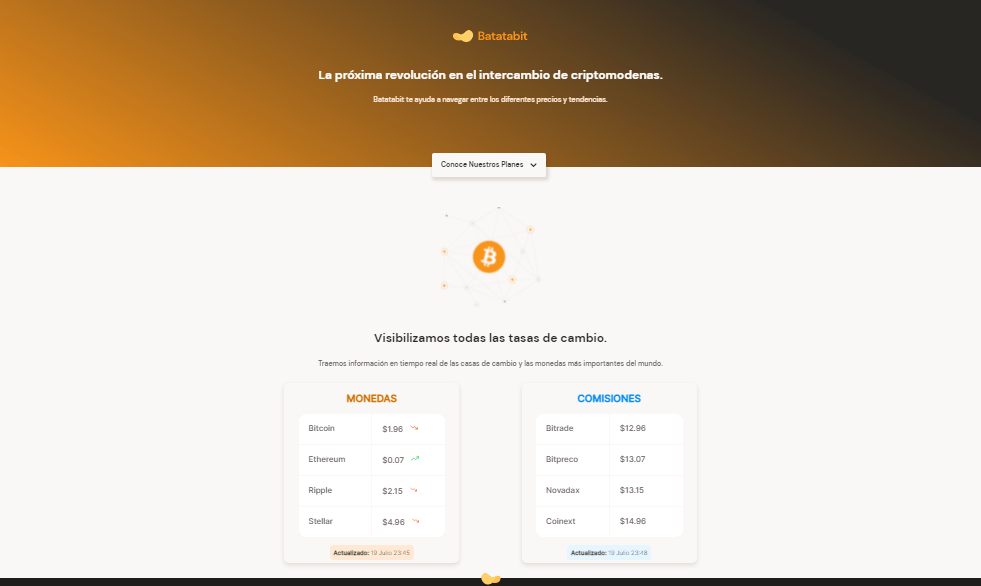 Batatabit
La próxima revolución en el intercambio de criptomodenas.
Batatabit te ayuda a navegar entre los diferentes precios y tendencias.
Conoce Nuestros Planes
Visibilizamos todas las tasas de cambio.
Traemos información en tiempo real de las casas de cambio y las monedas más importantes del mundo.
MONEDAS
Bitcoin $1.96
Ethereum $0.07
Ripple $2.15
Stellar $4.96
Actualizado: 19 Julio 23:45
COMISIONES
Bitrade $12.96
Bitpreco $13.07
Novadax $13.15
Coinext $14.96
Actualizado: 19 Julio 23:48